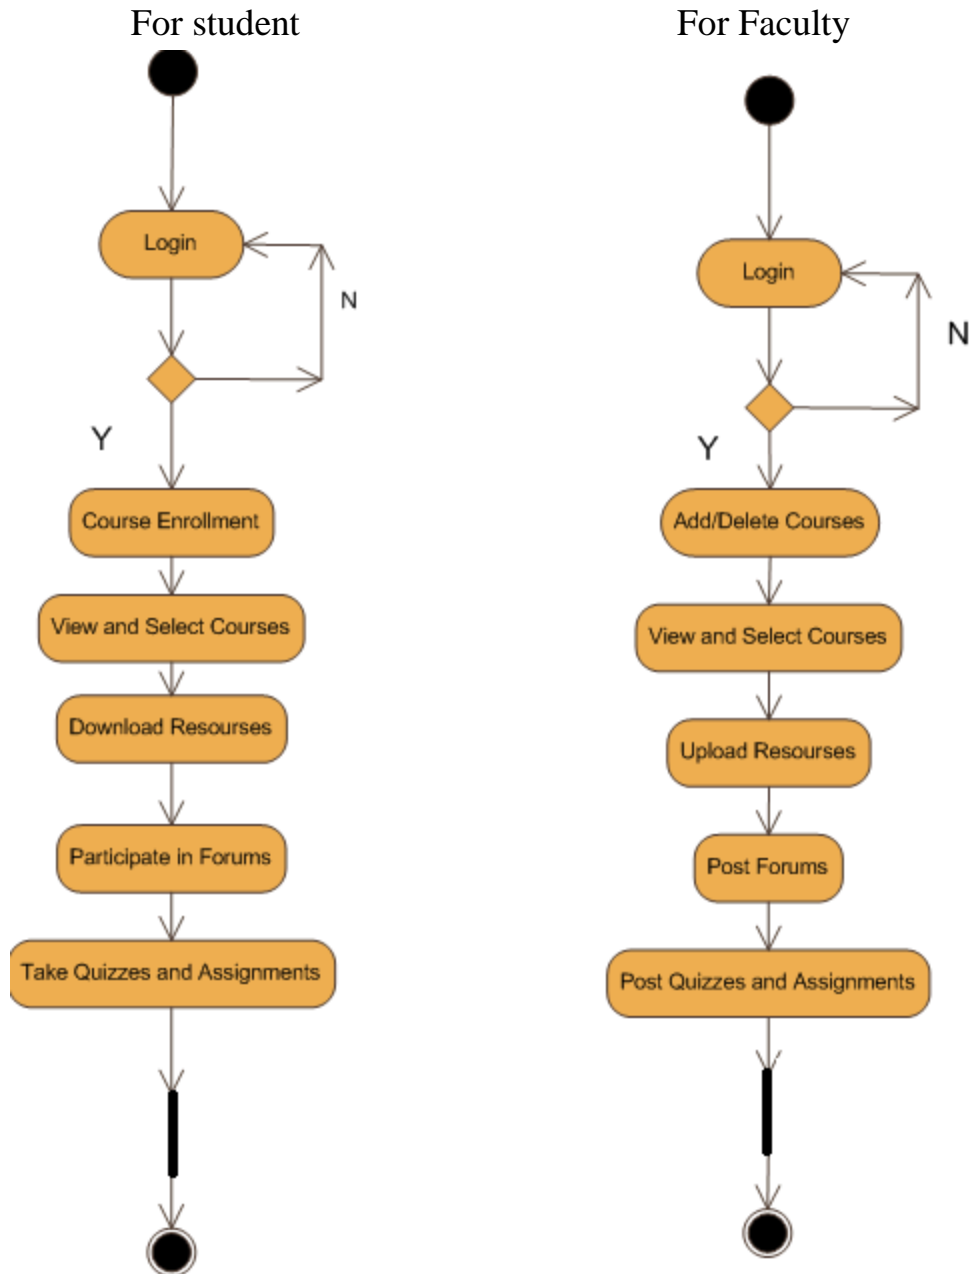 For student
Login
N
Y
Course Enrollment
View and Select Courses
Download Resourses
Participate in Forums
Take Quizzes and Assignments
For Faculty
Login
N
Y
Add/Delete Courses
View and Select Courses
Upload Resourses
Post Forums
Post Quizzes and Assignments